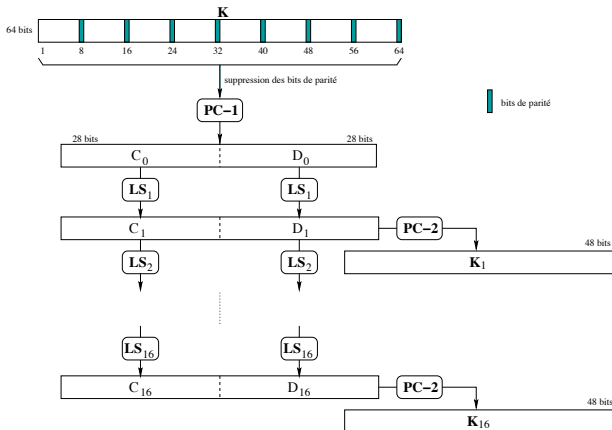 K
64 bits
1 8 16 24 32 40 48 56 64
suppression des bits de parité
bits de parité
PC−1
28 bits 28 bits
C0 D0
LS1 LS1
C1 D1 PC−2
48 bits
LS2 LS2
K1
LS16 LS16
C16 D16 PC−2
48 bits
K16